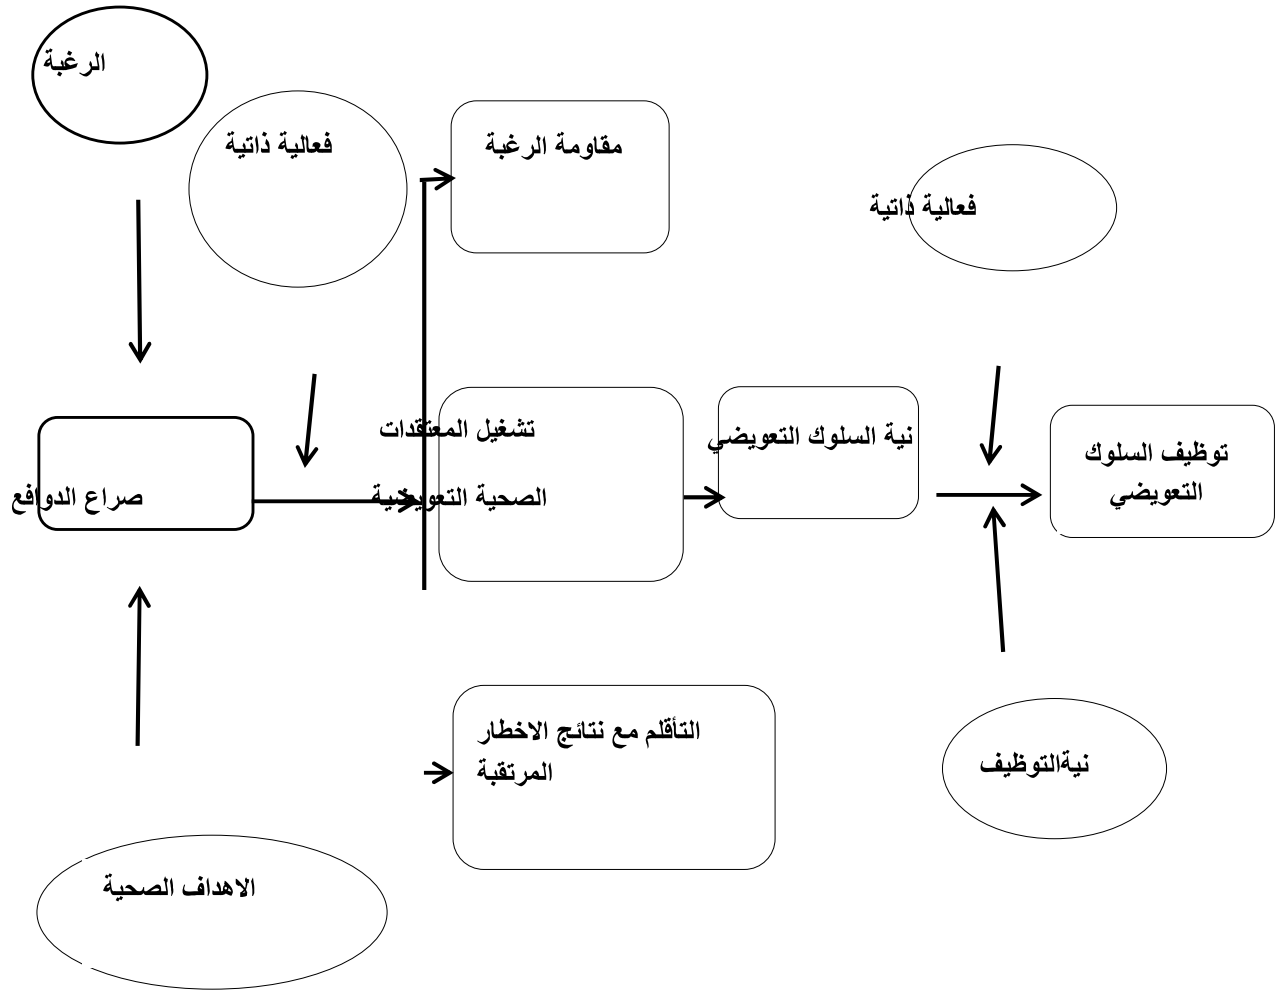 الرغبة
فعالية ذاتية
مقاومة الرغبة
فعالية ذاتية
صراع الدوافع
تشغيل المعتقدات
الصحية التعويضية
نية السلوك التعويضي
توظيف السلوك
التعويضي
التأقلم مع نتائج الاخطار
المرتقبة
نيةالتوظيف
الاهداف الصحية